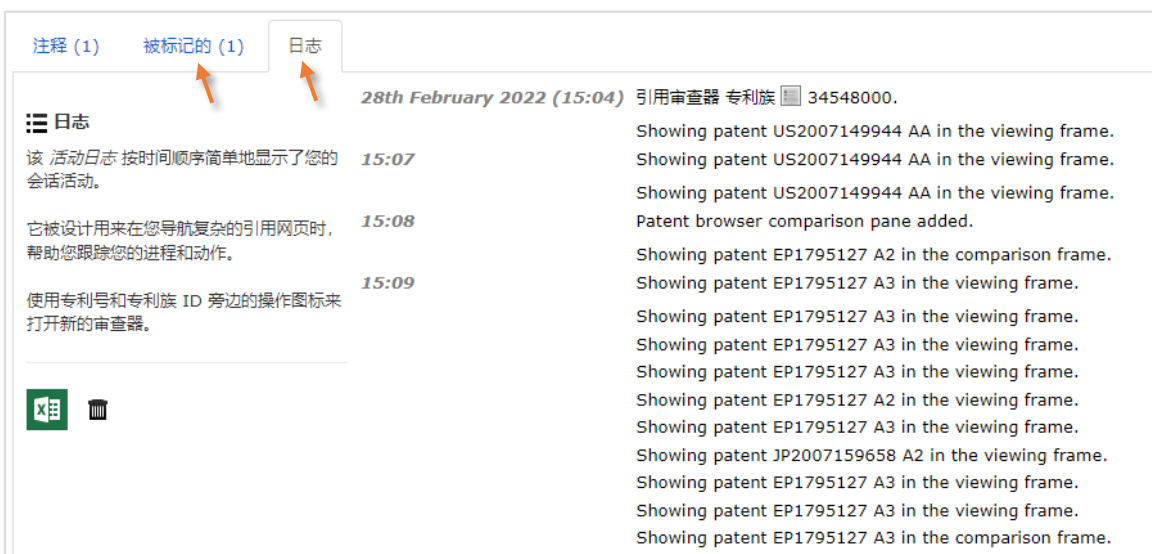 注释 (1) 被标记的 (1) 日志
日志
该 活动日志 按时间顺序简单地显示了您的
会话活动。
它被设计用来在您导航复杂的引用网页时,
帮助您跟踪您的进程和动作。
使用专利号和专利族 ID 旁边的操作图标来
打开新的审查器。
28th February 2022 (15:04) 引用审查器 专利族 34548000.
Showing patent US2007149944 AA in the viewing frame.
15:07 Showing patent US2007149944 AA in the viewing frame.
Showing patent US2007149944 AA in the viewing frame.
15:08 Patent browser comparison pane added.
Showing patent EP1795127 A2 in the comparison frame.
15:09 Showing patent EP1795127 A3 in the viewing frame.
Showing patent EP1795127 A3 in the viewing frame.
Showing patent EP1795127 A3 in the viewing frame.
Showing patent EP1795127 A3 in the viewing frame.
Showing patent EP1795127 A2 in the viewing frame.
Showing patent EP1795127 A3 in the viewing frame.
Showing patent JP2007159658 A2 in the viewing frame.
Showing patent EP1795127 A3 in the viewing frame.
Showing patent EP1795127 A3 in the viewing frame.
Showing patent EP1795127 A3 in the comparison frame.